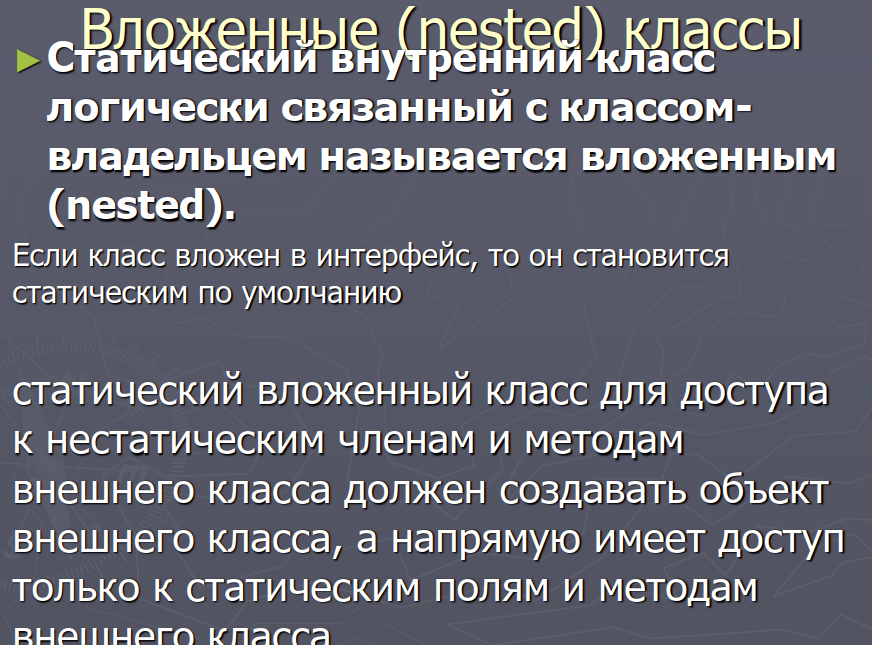 Вложенные (nested) классы
Статический внутренний класс
логически связанный с классом-
владельцем называется вложенным
(nested).
Если класс вложен в интерфейс, то он становится
статическим по умолчанию
статический вложенный класс для доступа
к нестатическим членам и методам
внешнего класса должен создавать объект
внешнего класса, а напрямую имеет доступ
только к статическим полям и методам
внешнего класса